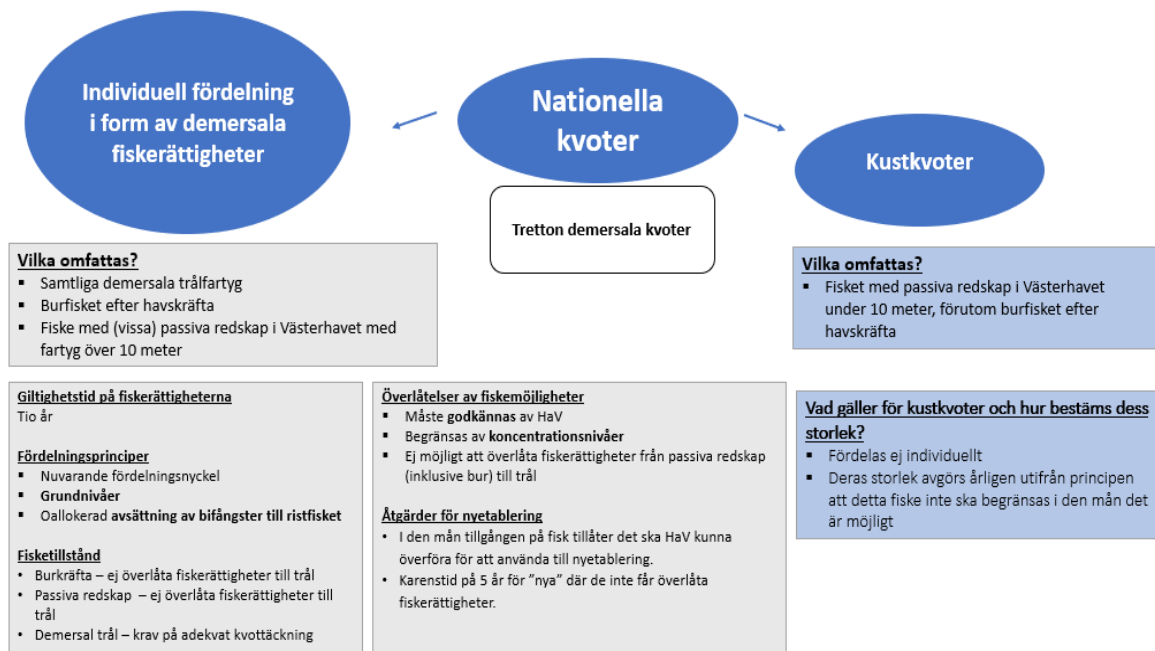 Individuell fördelning
i form av demersala
fiskerättigheter
Nationella
kvoter
Kustkvoter
Tretton demersala kvoter
Vilka omfattas?
▪ Samtliga demersala trålfartyg
▪ Burfisket efter havskräfta
▪ Fiske med (vissa) passiva redskap i Västerhavet med
fartyg över 10 meter
Vilka omfattas?
▪ Fisket med passiva redskap i Västerhavet
under 10 meter, förutom burfisket efter
havskräfta
Giltighetstid på fiskerättigheterna
Tio år
Fördelningsprinciper
▪ Nuvarande fördelningsnyckel
▪ Grundnivåer
▪ Oallokerad avsättning av bifångster till ristfisket
Fisketillstånd
• Burkräfta – ej överlåta fiskerättigheter till trål
• Passiva redskap – ej överlåta fiskerättigheter till
trål
• Demersal trål – krav på adekvat kvottäckning
Överlåtelser av fiskemöjligheter
▪ Måste godkännas av HaV
▪ Begränsas av koncentrationsnivåer
▪ Ej möjligt att överlåta fiskerättigheter från passiva redskap
(inklusive bur) till trål
Åtgärder för nyetablering
• I den mån tillgången på fisk tillåter det ska HaV kunna
överföra för att använda till nyetablering.
• Karenstid på 5 år för ”nya” där de inte får överlåta
fiskerättigheter.
Vad gäller för kustkvoter och hur bestäms dess
storlek?
▪ Fördelas ej individuellt
▪ Deras storlek avgörs årligen utifrån principen
att detta fiske inte ska begränsas i den mån det
är möjligt